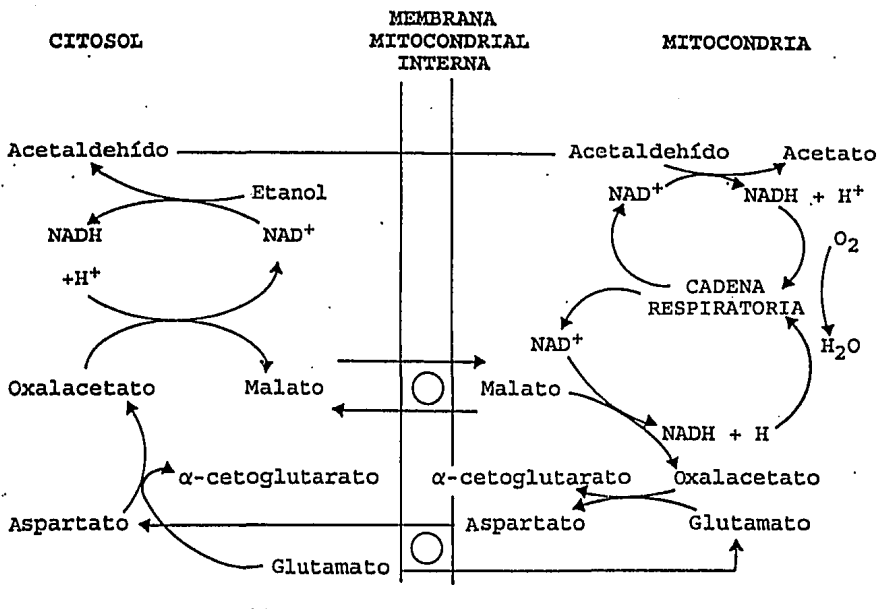 MEMBRANA
CITOSOL MITOCONDRIAL MITOCONDRIA
INTERNA
Acetaldehído Acetaldehído Acetato
Etanol NAD+ NADH + H+
NADH NAD+ O2
+H+ CADENA
RESPIRATORIA
NAD+ H2O
Oxalacetato Malato Malato
NADH + H
α-cetoglutarato α-cetoglutarato Oxalacetato
Aspartato Aspartato Glutamato
Glutamato